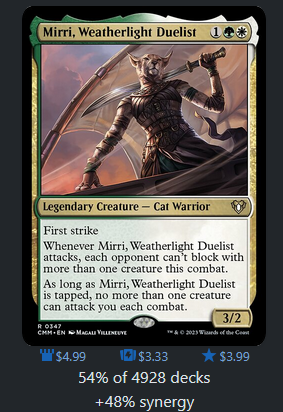 Mirri, Weatherlight Duelist 1
Legendary Creature — Cat Warrior
First strike
Whenever Mirri, Weatherlight Duelist
attacks, each opponent can't block with
more than one creature this combat.
As long as Mirri, Weatherlight Duelist
is tapped, no more than one creature
can attack you each combat.
3/2
R 0347
CMM • EN MAGALI VILLENEUVE
™ & © 2023 Wizards of the Coast
$4.99 $3.33 $3.99
54% of 4928 decks
+48% synergy